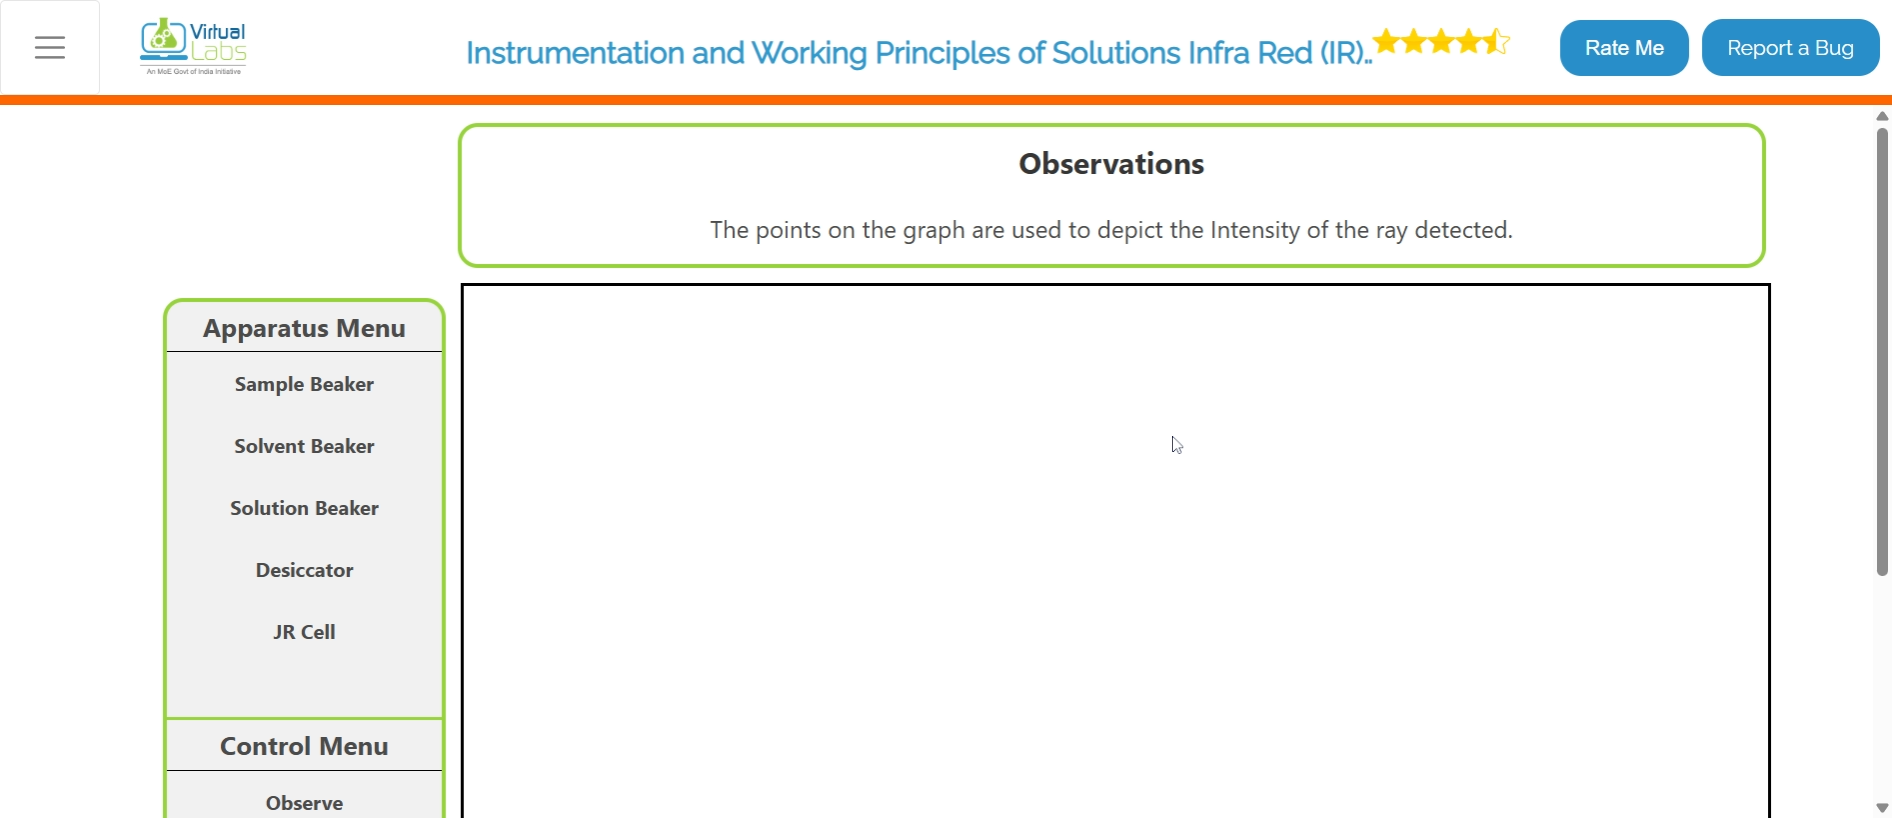 Virtual
Labs
An MoE Govt of India Initiative
Instrumentation and Working Principles of Solutions Infra Red (IR)..
Rate Me
Report a Bug
Observations
The points on the graph are used to depict the Intensity of the ray detected.
Apparatus Menu
Sample Beaker
Solvent Beaker
Solution Beaker
Desiccator
JR Cell
Control Menu
Observe